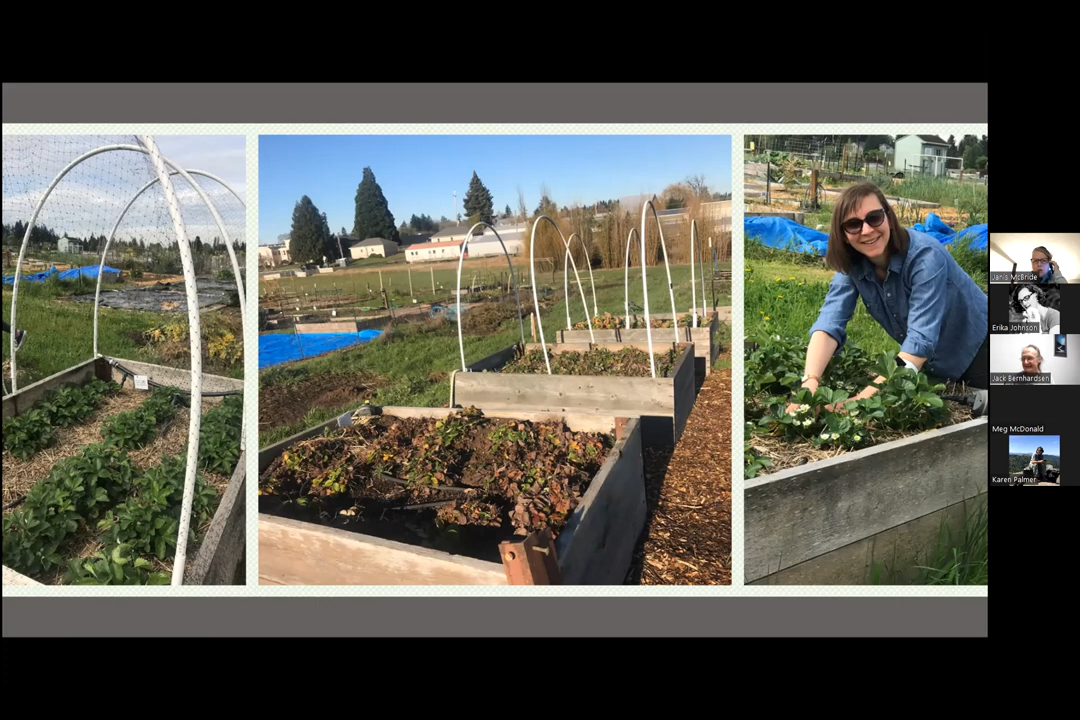 Janis McBride
Erika Johnson
Jack Bernhardsen
Meg McDonald
Karen Palmer